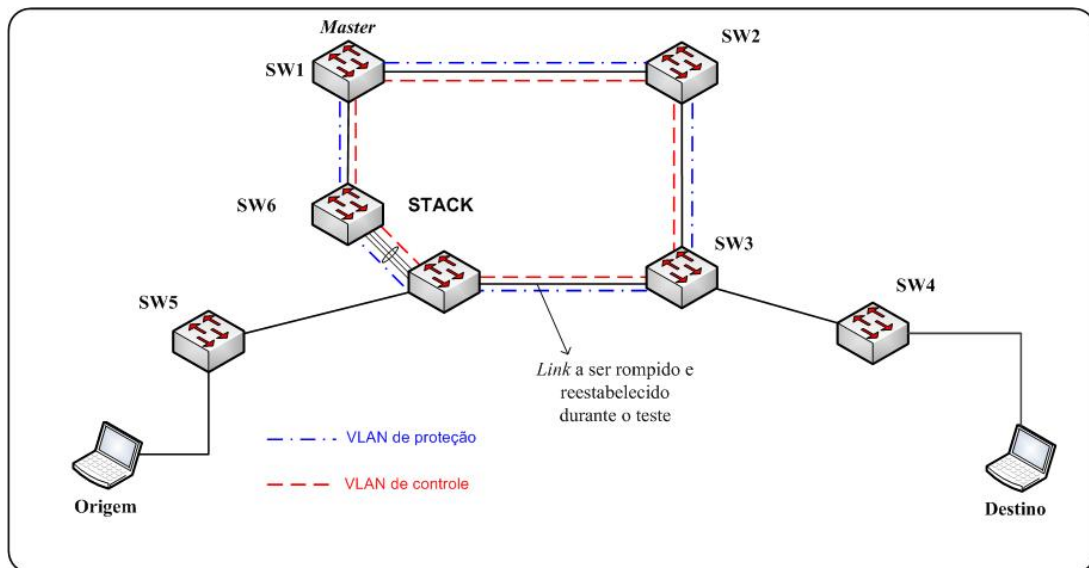 Master
SW1
SW2
SW6
STACK
SW3
SW5
SW4
Link a ser rompido e
reestabelecido
durante o teste
VLAN de proteção
VLAN de controle
Origem
Destino